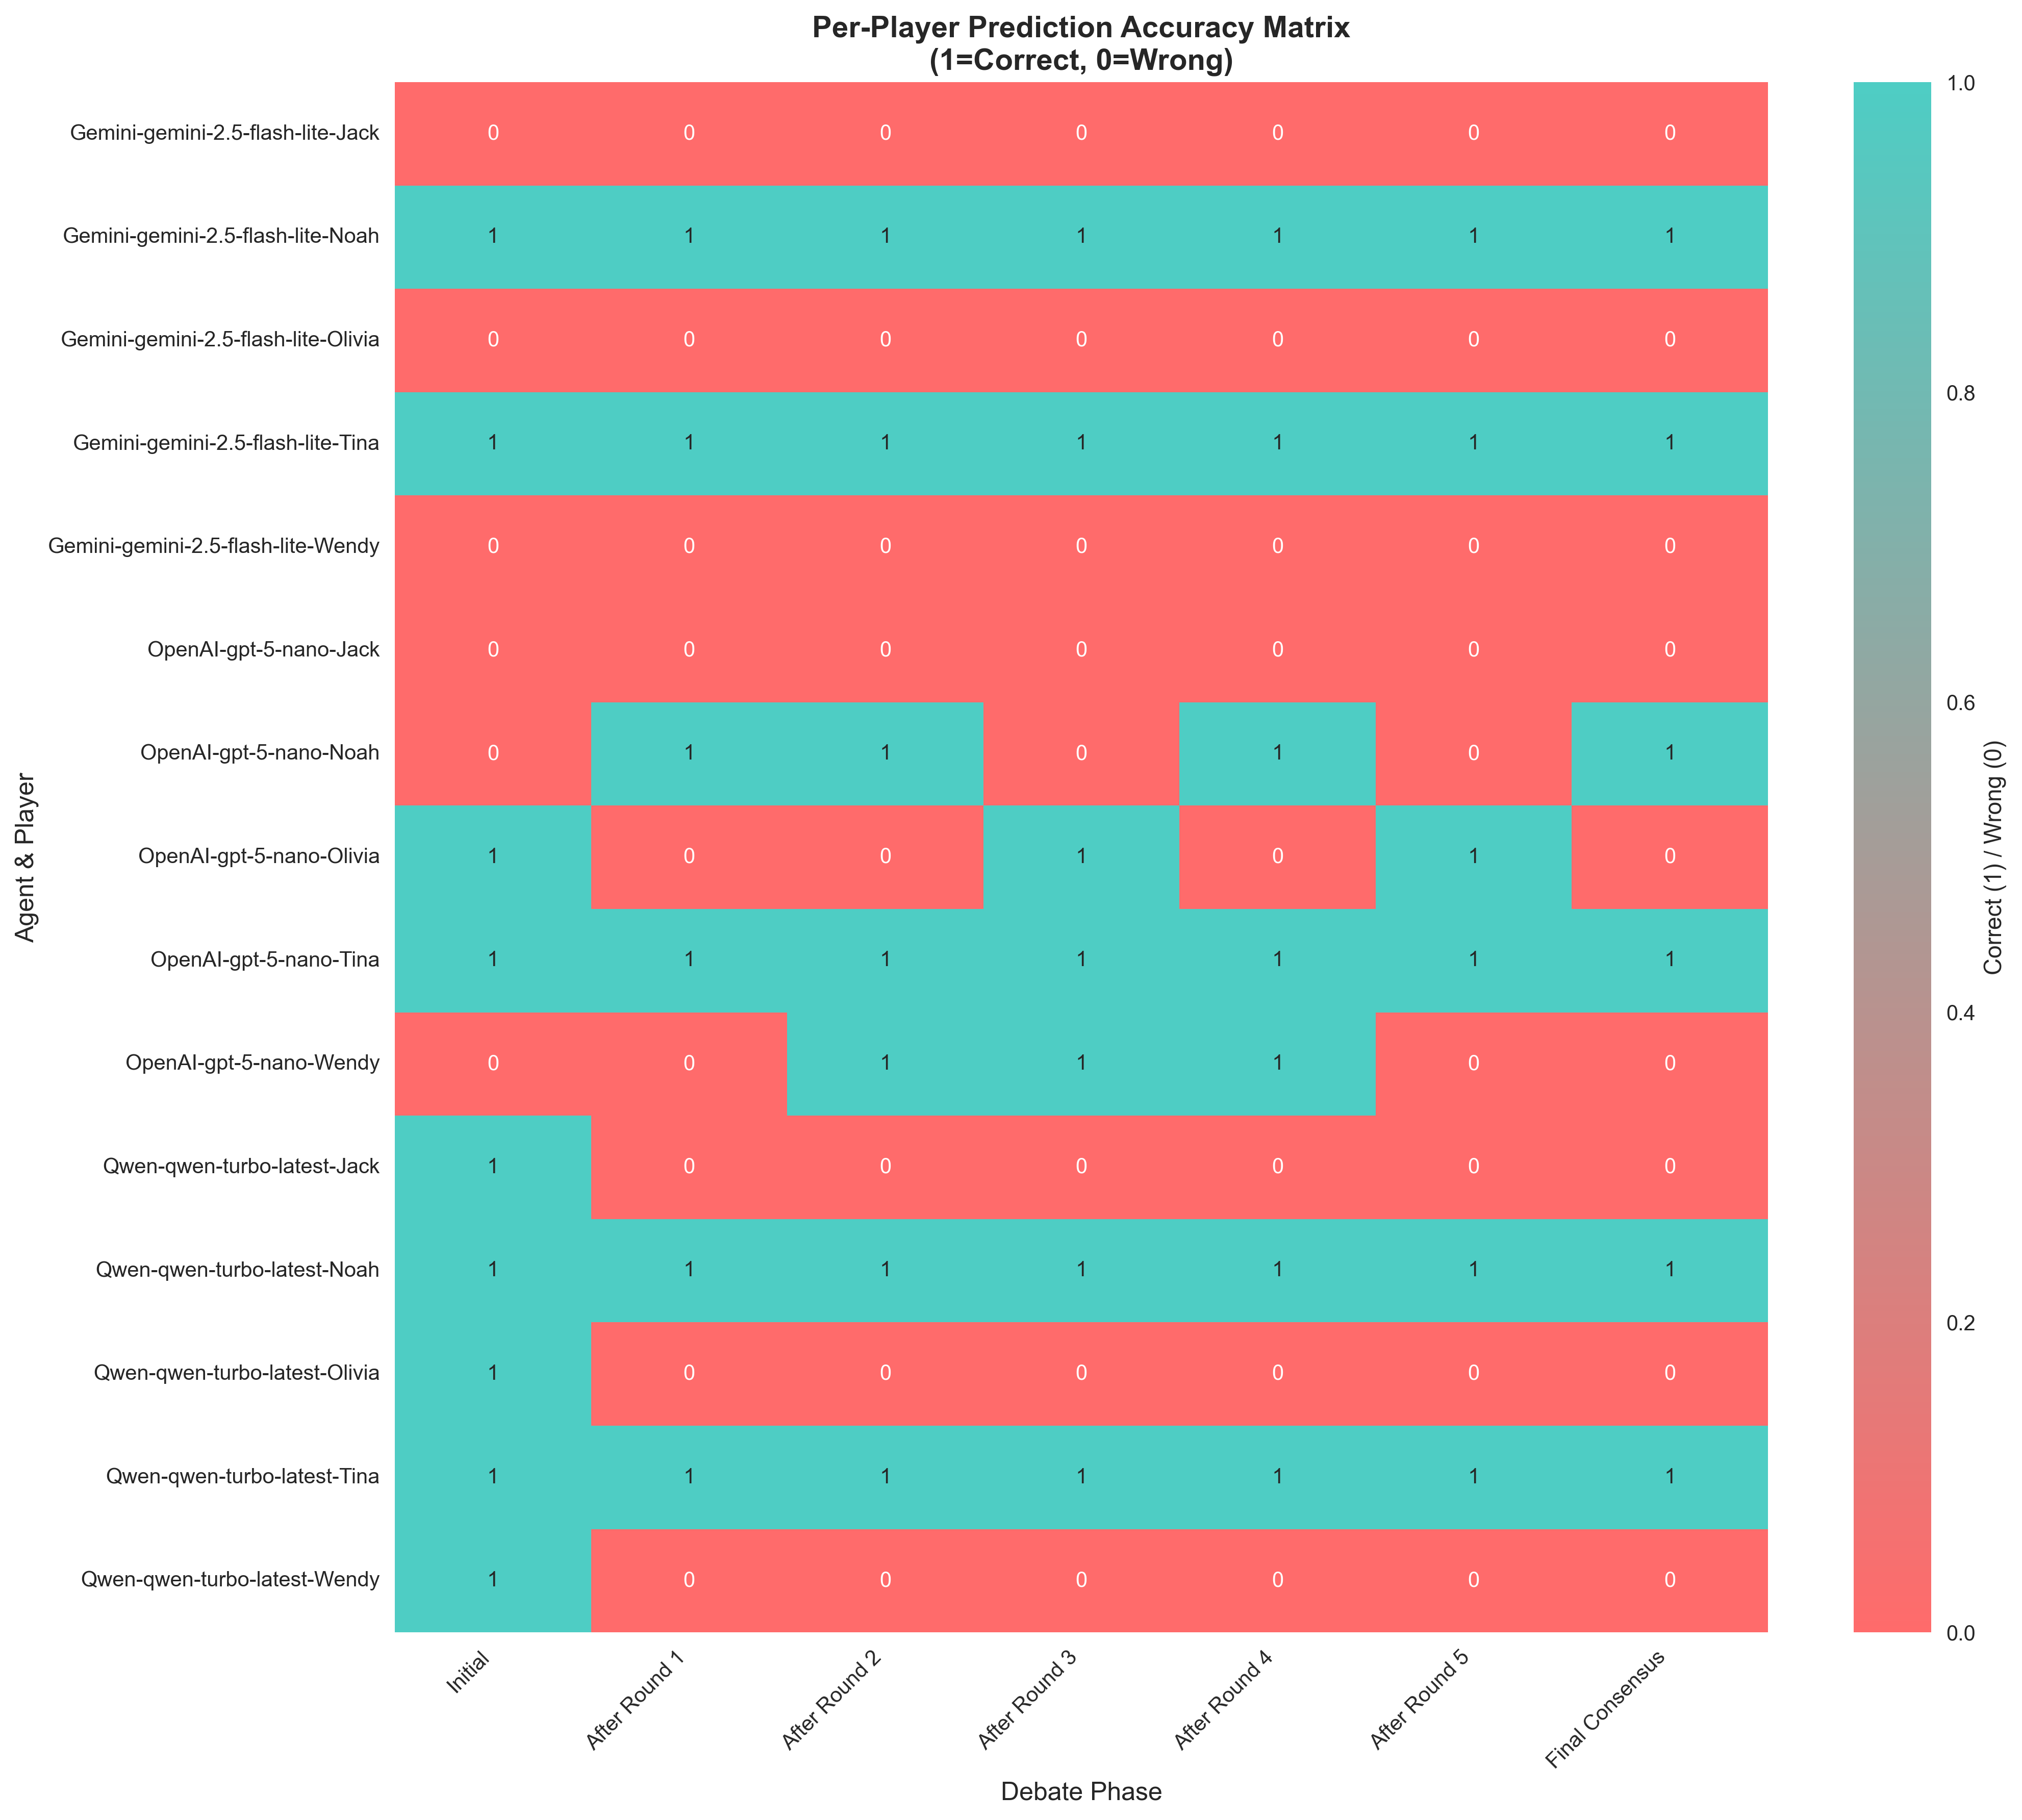 Per-Player Prediction Accuracy Matrix
(1=Correct, 0=Wrong)
Agent & Player
Gemini-gemini-2.5-flash-lite-Jack 0 0 0 0 0 0 0
Gemini-gemini-2.5-flash-lite-Noah 1 1 1 1 1 1 1
Gemini-gemini-2.5-flash-lite-Olivia 0 0 0 0 0 0 0
Gemini-gemini-2.5-flash-lite-Tina 1 1 1 1 1 1 1
Gemini-gemini-2.5-flash-lite-Wendy 0 0 0 0 0 0 0
OpenAI-gpt-5-nano-Jack 0 0 0 0 0 0 0
OpenAI-gpt-5-nano-Noah 0 1 1 0 1 0 1
OpenAI-gpt-5-nano-Olivia 1 0 0 1 0 1 0
OpenAI-gpt-5-nano-Tina 1 1 1 1 1 1 1
OpenAI-gpt-5-nano-Wendy 0 0 1 1 1 0 0
Qwen-qwen-turbo-latest-Jack 1 0 0 0 0 0 0
Qwen-qwen-turbo-latest-Noah 1 1 1 1 1 1 1
Qwen-qwen-turbo-latest-Olivia 1 0 0 0 0 0 0
Qwen-qwen-turbo-latest-Tina 1 1 1 1 1 1 1
Qwen-qwen-turbo-latest-Wendy 1 0 0 0 0 0 0
Initial
After Round 1
After Round 2
After Round 3
After Round 4
After Round 5
Final Consensus
Debate Phase
1.0
0.8
0.6
0.4
0.2
0.0
Correct (1) / Wrong (0)